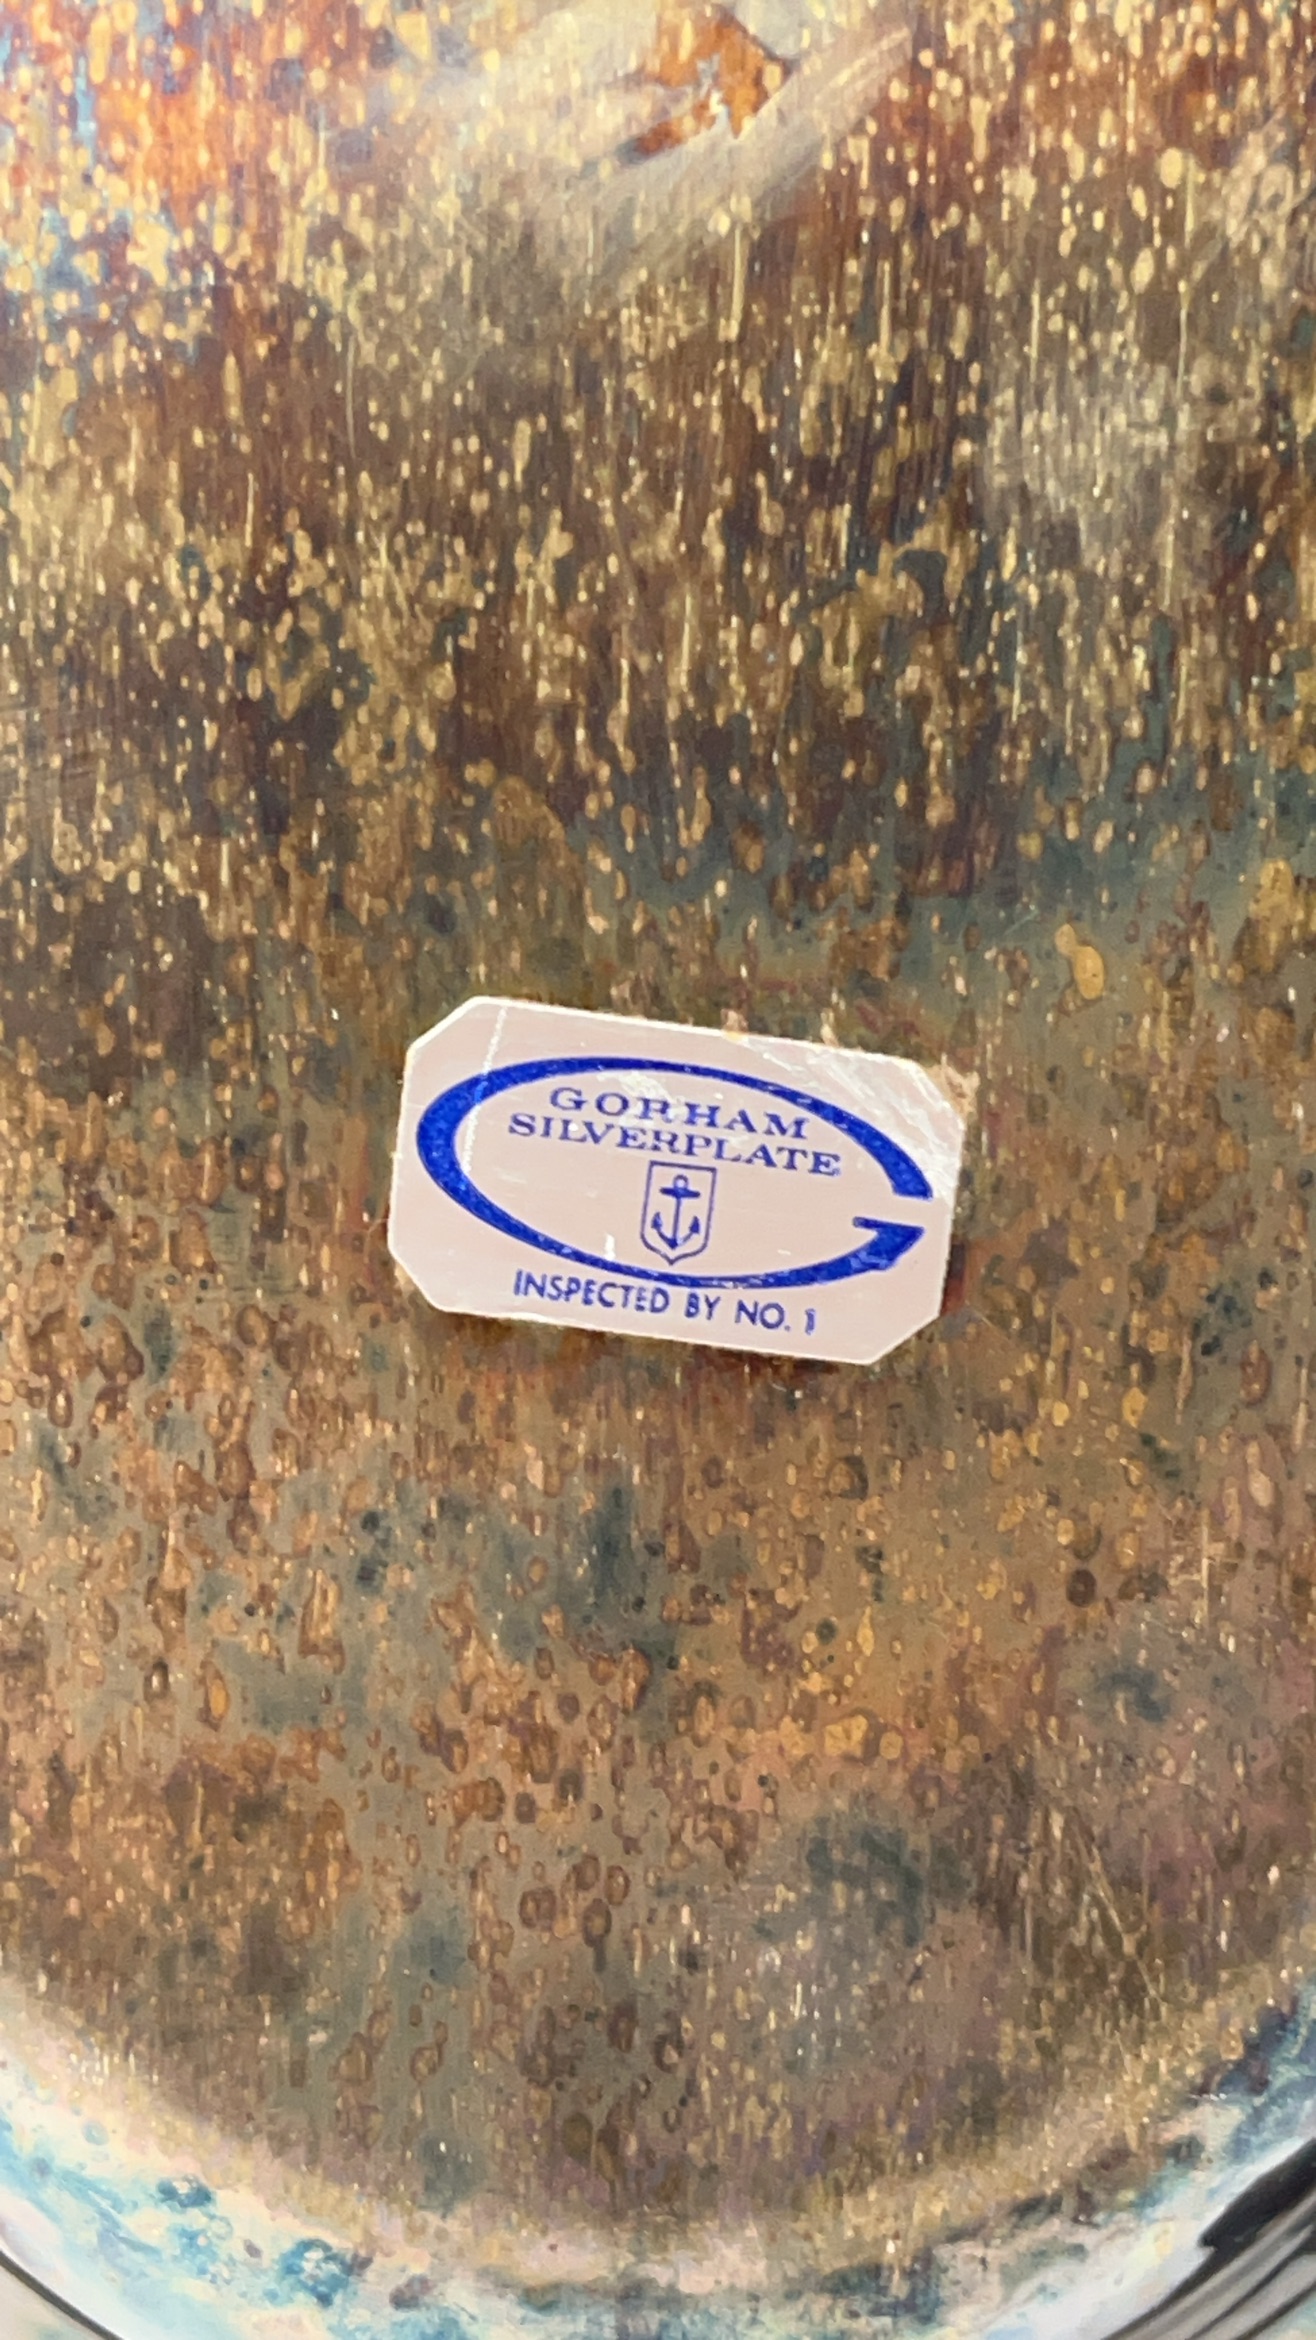 GORHAM
SILVERPLATE
INSPECTED BY NO. 1